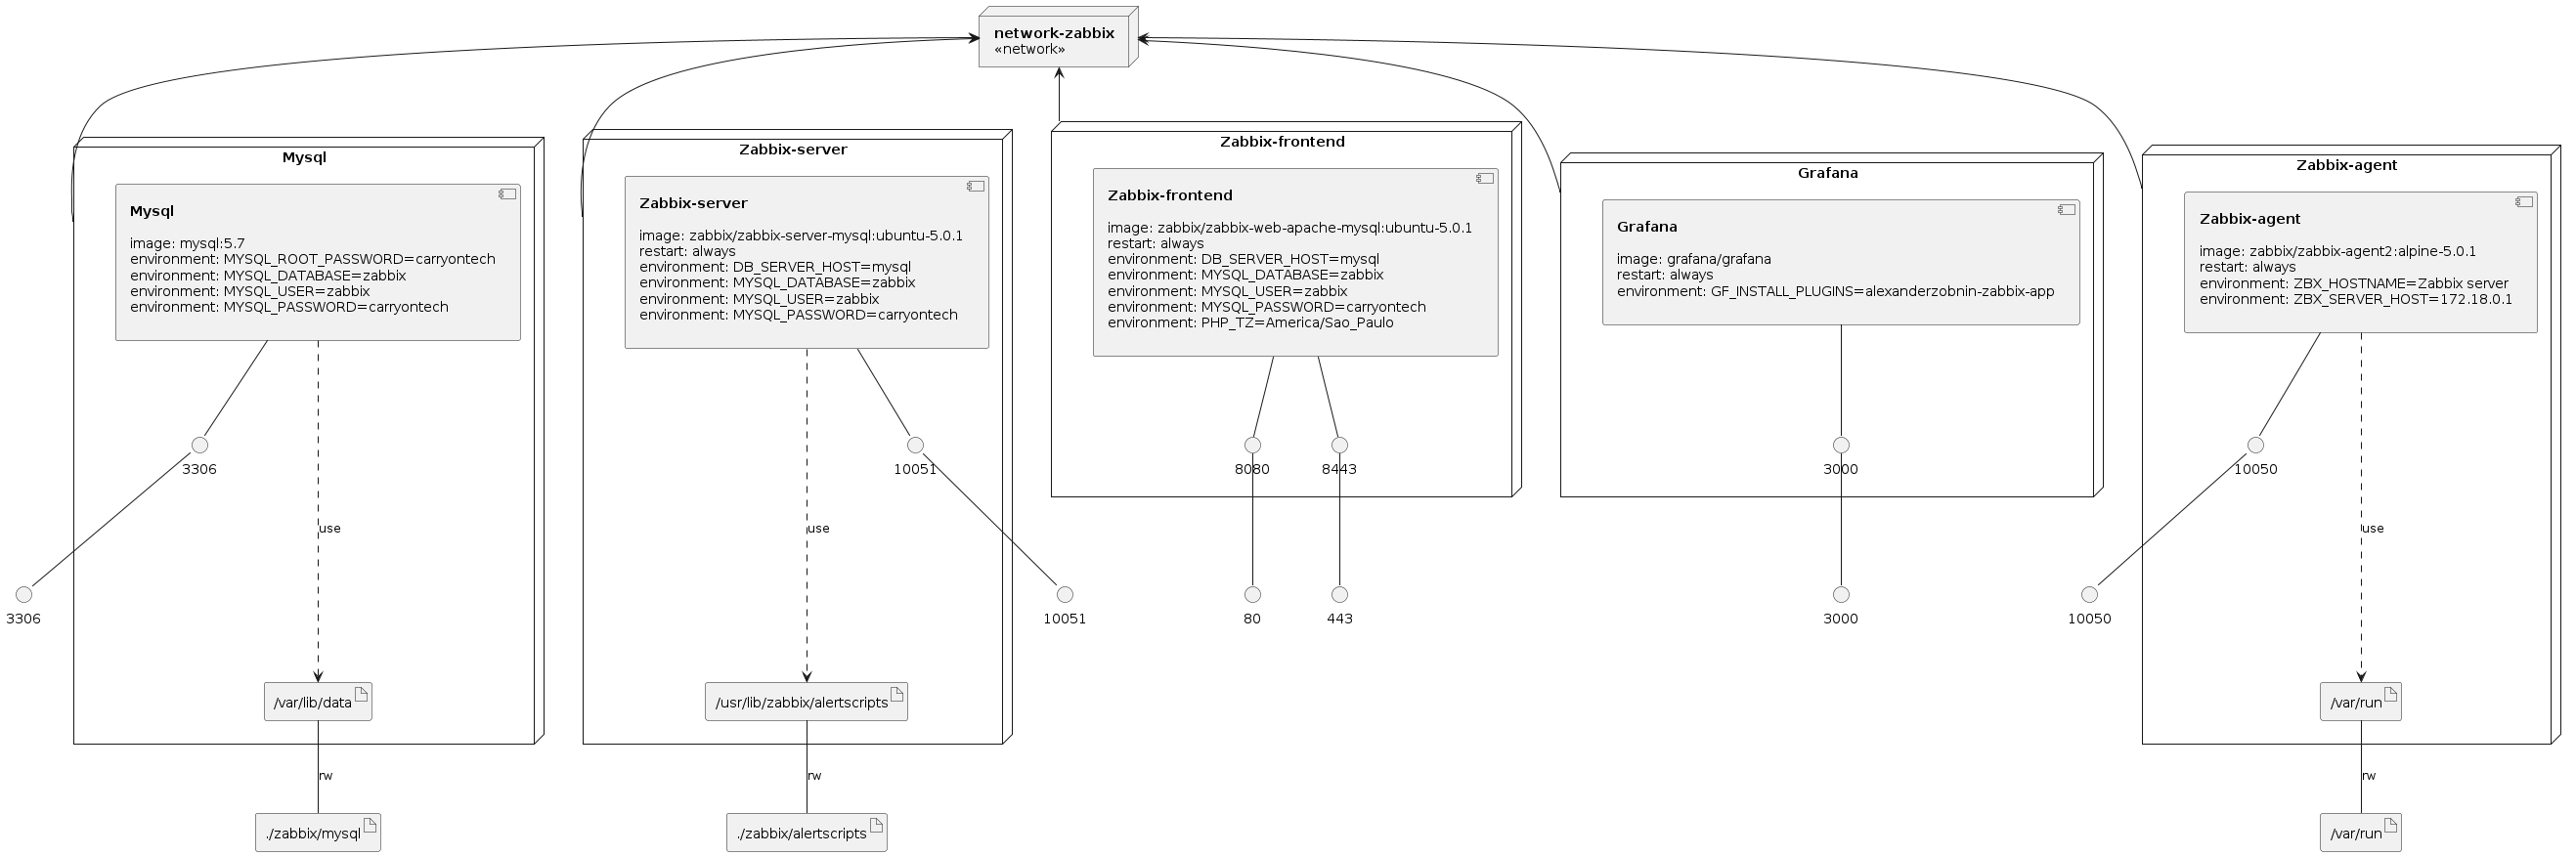 network-zabbix
«network»
Mysql
Mysql
image: mysql:5.7
environment: MYSQL_ROOT_PASSWORD=carryontech
environment: MYSQL_DATABASE=zabbix
environment: MYSQL_USER=zabbix
environment: MYSQL_PASSWORD=carryontech
3306
use
3306
/var/lib/data
rw
./zabbix/mysql
Zabbix-server
Zabbix-server
image: zabbix/zabbix-server-mysql:ubuntu-5.0.1
restart: always
environment: DB_SERVER_HOST=mysql
environment: MYSQL_DATABASE=zabbix
environment: MYSQL_USER=zabbix
environment: MYSQL_PASSWORD=carryontech
10051
use
10051
/usr/lib/zabbix/alertscripts
rw
./zabbix/alertscripts
Zabbix-frontend
Zabbix-frontend
image: zabbix/zabbix-web-apache-mysql:ubuntu-5.0.1
restart: always
environment: DB_SERVER_HOST=mysql
environment: MYSQL_DATABASE=zabbix
environment: MYSQL_USER=zabbix
environment: MYSQL_PASSWORD=carryontech
environment: PHP_TZ=America/Sao_Paulo
8080
8443
80
443
Grafana
Grafana
image: grafana/grafana
restart: always
environment: GF_INSTALL_PLUGINS=alexanderzobnin-zabbix-app
3000
3000
Zabbix-agent
Zabbix-agent
image: zabbix/zabbix-agent2:alpine-5.0.1
restart: always
environment: ZBX_HOSTNAME=Zabbix server
environment: ZBX_SERVER_HOST=172.18.0.1
10050
use
10050
/var/run
rw
/var/run